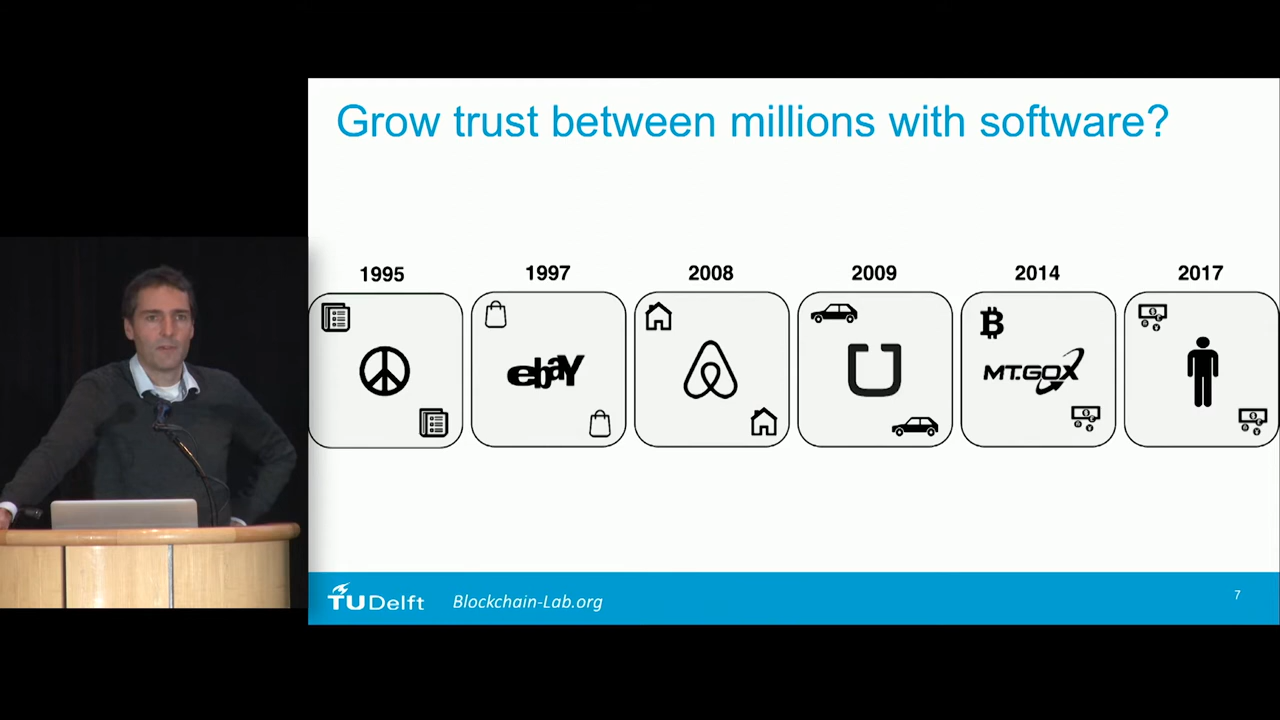 Grow trust between millions with software?
1995
1997
2008
2009
2014
2017
ebaY
MT.GOX
TU Delft
Blockchain-Lab.org
7